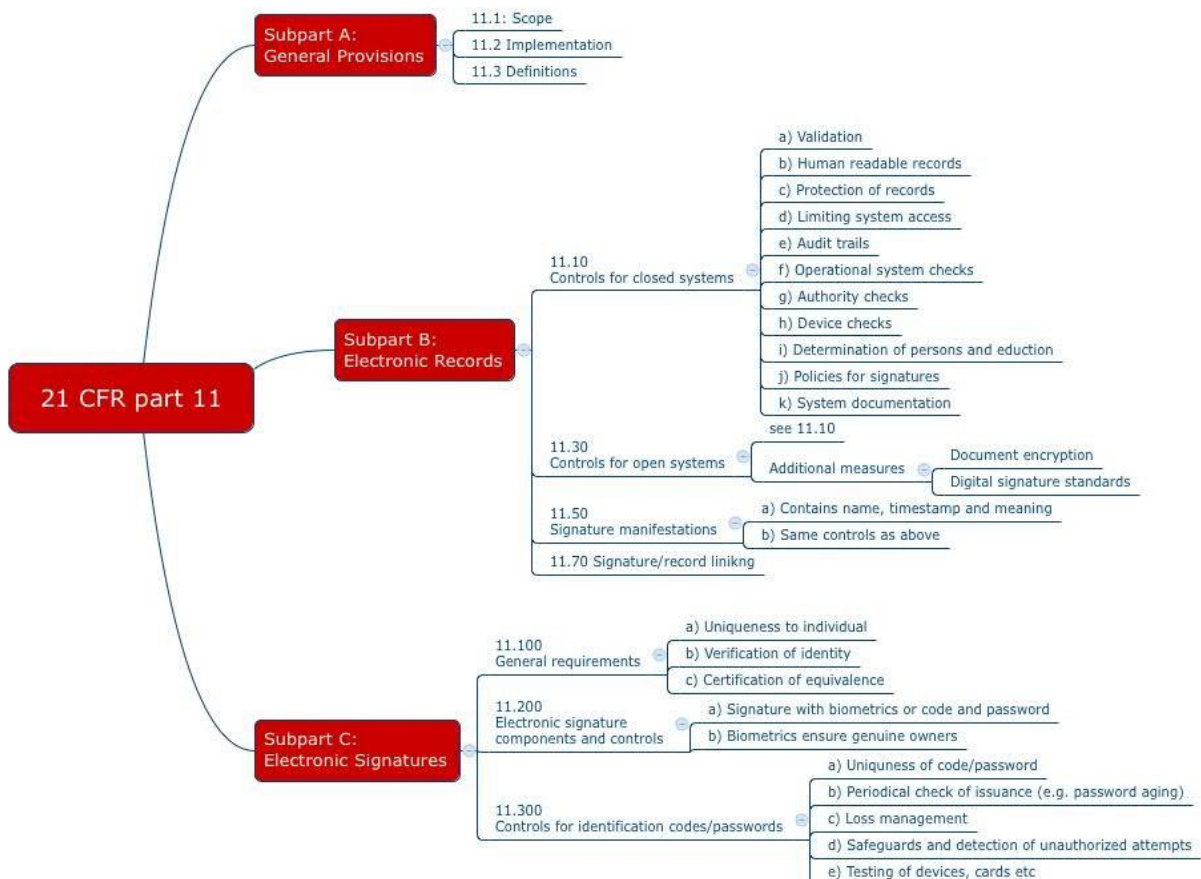 Subpart A:
General Provisions
11.1: Scope
11.2 Implementation
11.3 Definitions
21 CFR part 11
Subpart B:
Electronic Records
11.10
Controls for closed systems
a) Validation
b) Human readable records
c) Protection of records
d) Limiting system access
e) Audit trails
f) Operational system checks
g) Authority checks
h) Device checks
i) Determination of persons and eduction
j) Policies for signatures
k) System documentation
11.30
Controls for open systems
see 11.10
Additional measures
Document encryption
Digital signature standards
11.50
Signature manifestations
a) Contains name, timestamp and meaning
b) Same controls as above
11.70 Signature/record linikng
Subpart C:
Electronic Signatures
11.100
General requirements
a) Uniqueness to individual
b) Verification of identity
c) Certification of equivalence
11.200
Electronic signature
components and controls
a) Signature with biometrics or code and password
b) Biometrics ensure genuine owners
11.300
Controls for identification codes/passwords
a) Uniquness of code/password
b) Periodical check of issuance (e.g. password aging)
c) Loss management
d) Safeguards and detection of unauthorized attempts
e) Testing of devices, cards etc